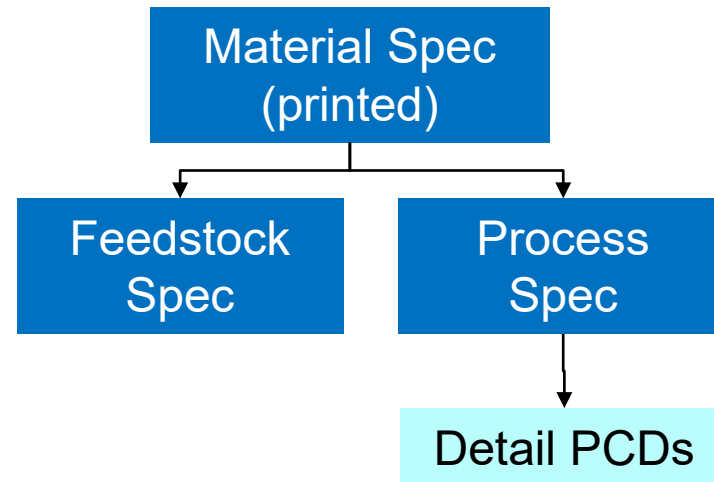 Material Spec
(printed)
Feedstock
Spec
Process
Spec
Detail PCDs